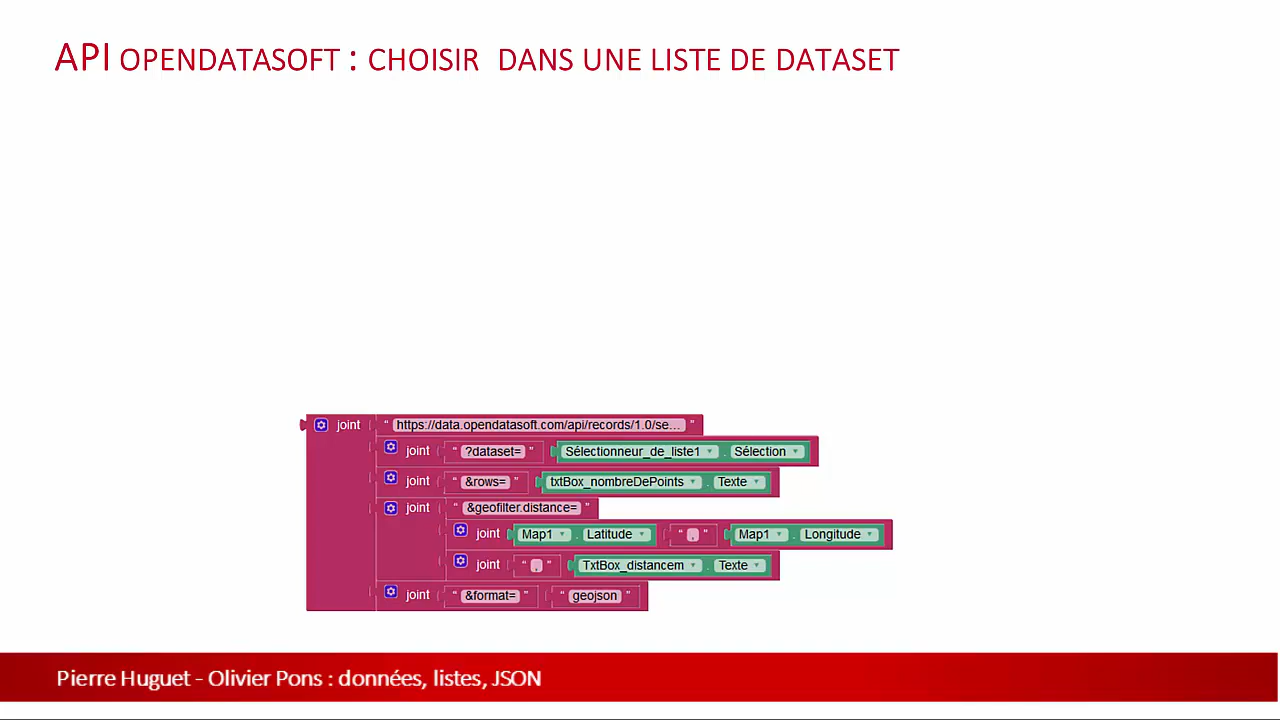 API OPENDATASOFT : CHOISIR DANS UNE LISTE DE DATASET
joint " https://data.opendatasoft.com/api/records/1.0/se... "
joint " ?dataset= " Sélectionneur_de_liste1 . Sélection
joint " &rows= " txtBox_nombreDePoints . Texte
joint " &geofilter.distance= "
joint Map1 . Latitude " , " Map1 . Longitude
joint " , " TxtBox_distancem . Texte
joint " &format= " " geojson "
Pierre Huguet - Olivier Pons : données, listes, JSON